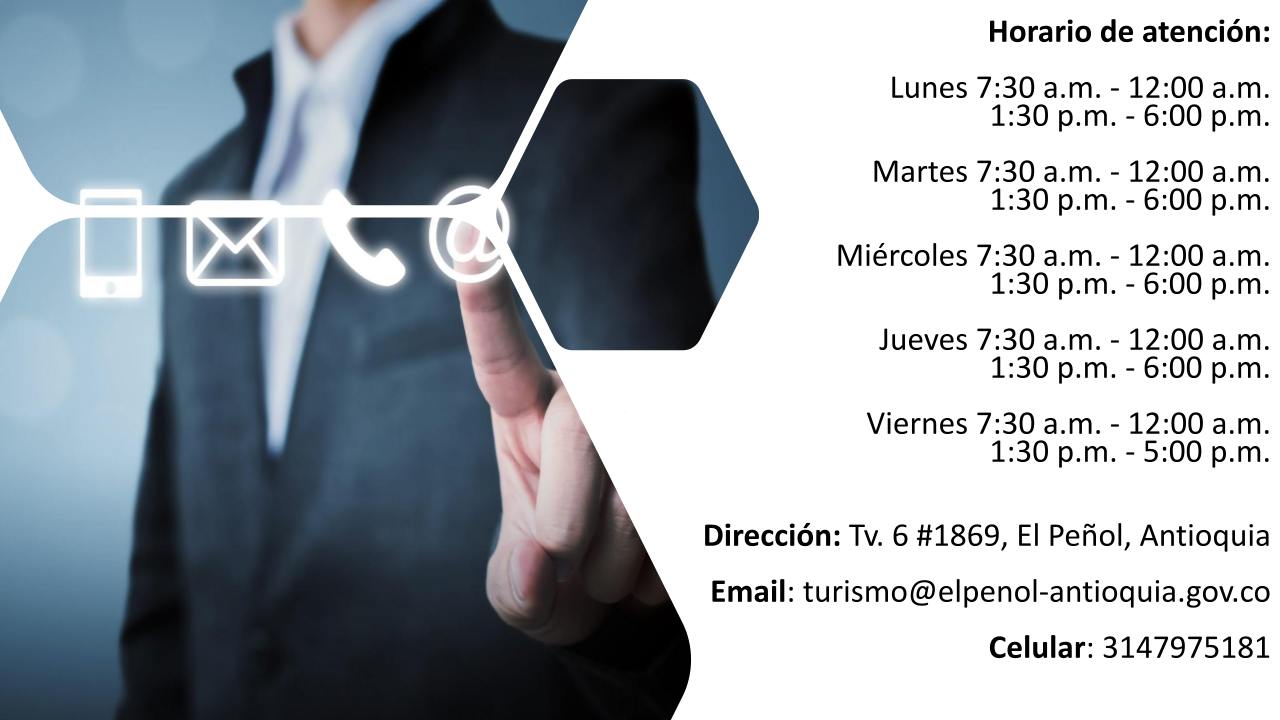 Horario de atención:
Lunes 7:30 a.m. - 12:00 a.m.
1:30 p.m. - 6:00 p.m.
Martes 7:30 a.m. - 12:00 a.m.
1:30 p.m. - 6:00 p.m.
Miércoles 7:30 a.m. - 12:00 a.m.
1:30 p.m. - 6:00 p.m.
Jueves 7:30 a.m. - 12:00 a.m.
1:30 p.m. - 6:00 p.m.
Viernes 7:30 a.m. - 12:00 a.m.
1:30 p.m. - 5:00 p.m.
Dirección: Tv. 6 #1869, El Peñol, Antioquia
Email: turismo@elpenol-antioquia.gov.co
Celular: 3147975181